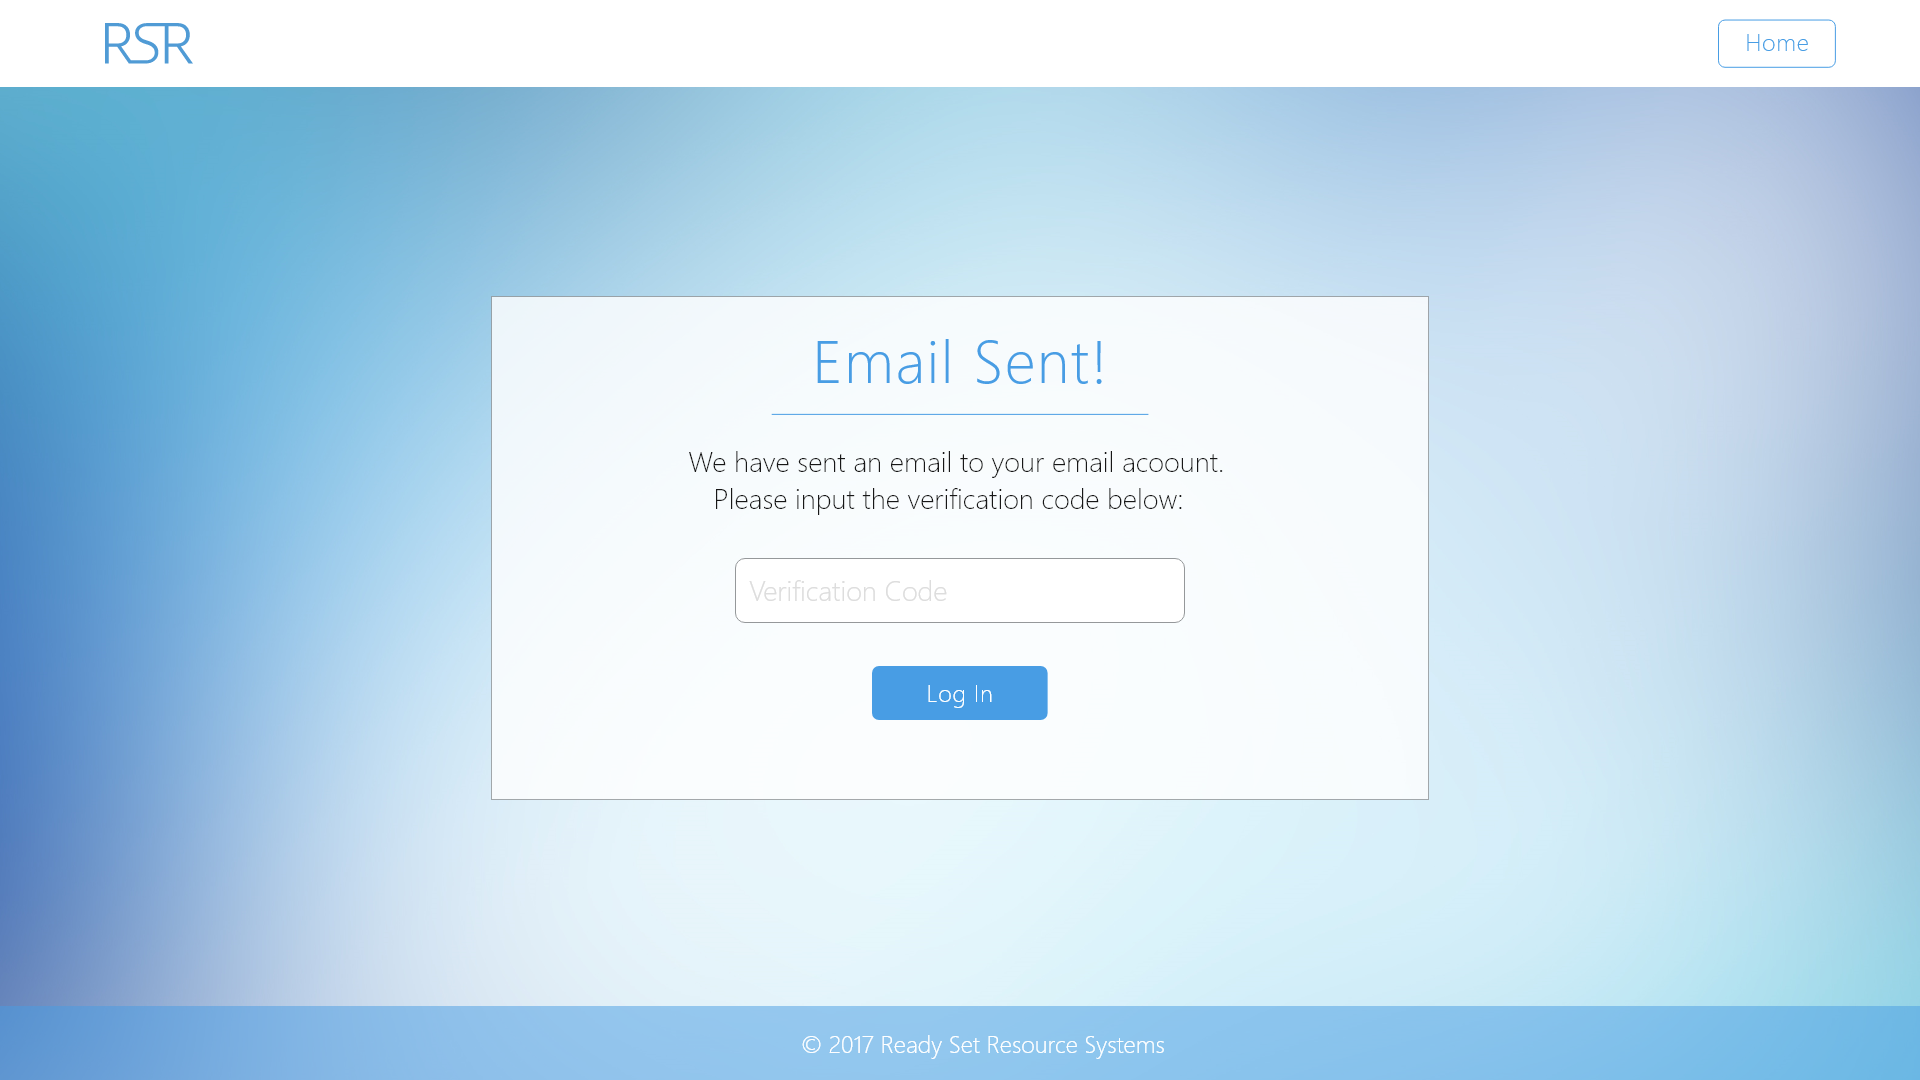 RSR
Home
Email Sent!
We have sent an email to your email acoount.
Please input the verification code below:
Verification Code
Log In
© 2017 Ready Set Resource Systems